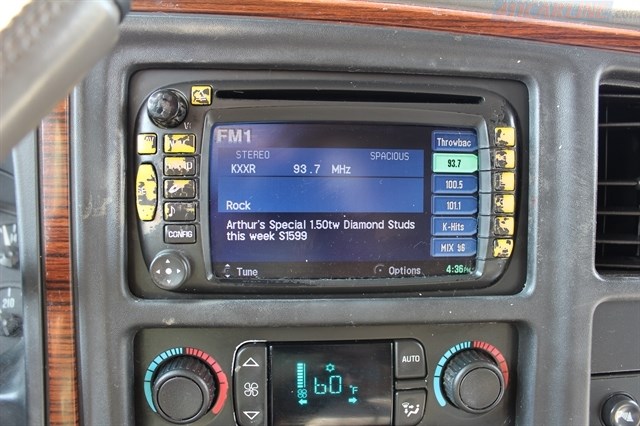 FM1
STEREO SPACIOUS
KXXR 93.7 MHz
Rock
Arthur's Special 1.50tw Diamond Studs
this week $1599
Tune
Options
4:36
Throwbac
93.7
100.5
101.1
K-Hits
MIX 96
CONFIG
AUTO
60 °F
210